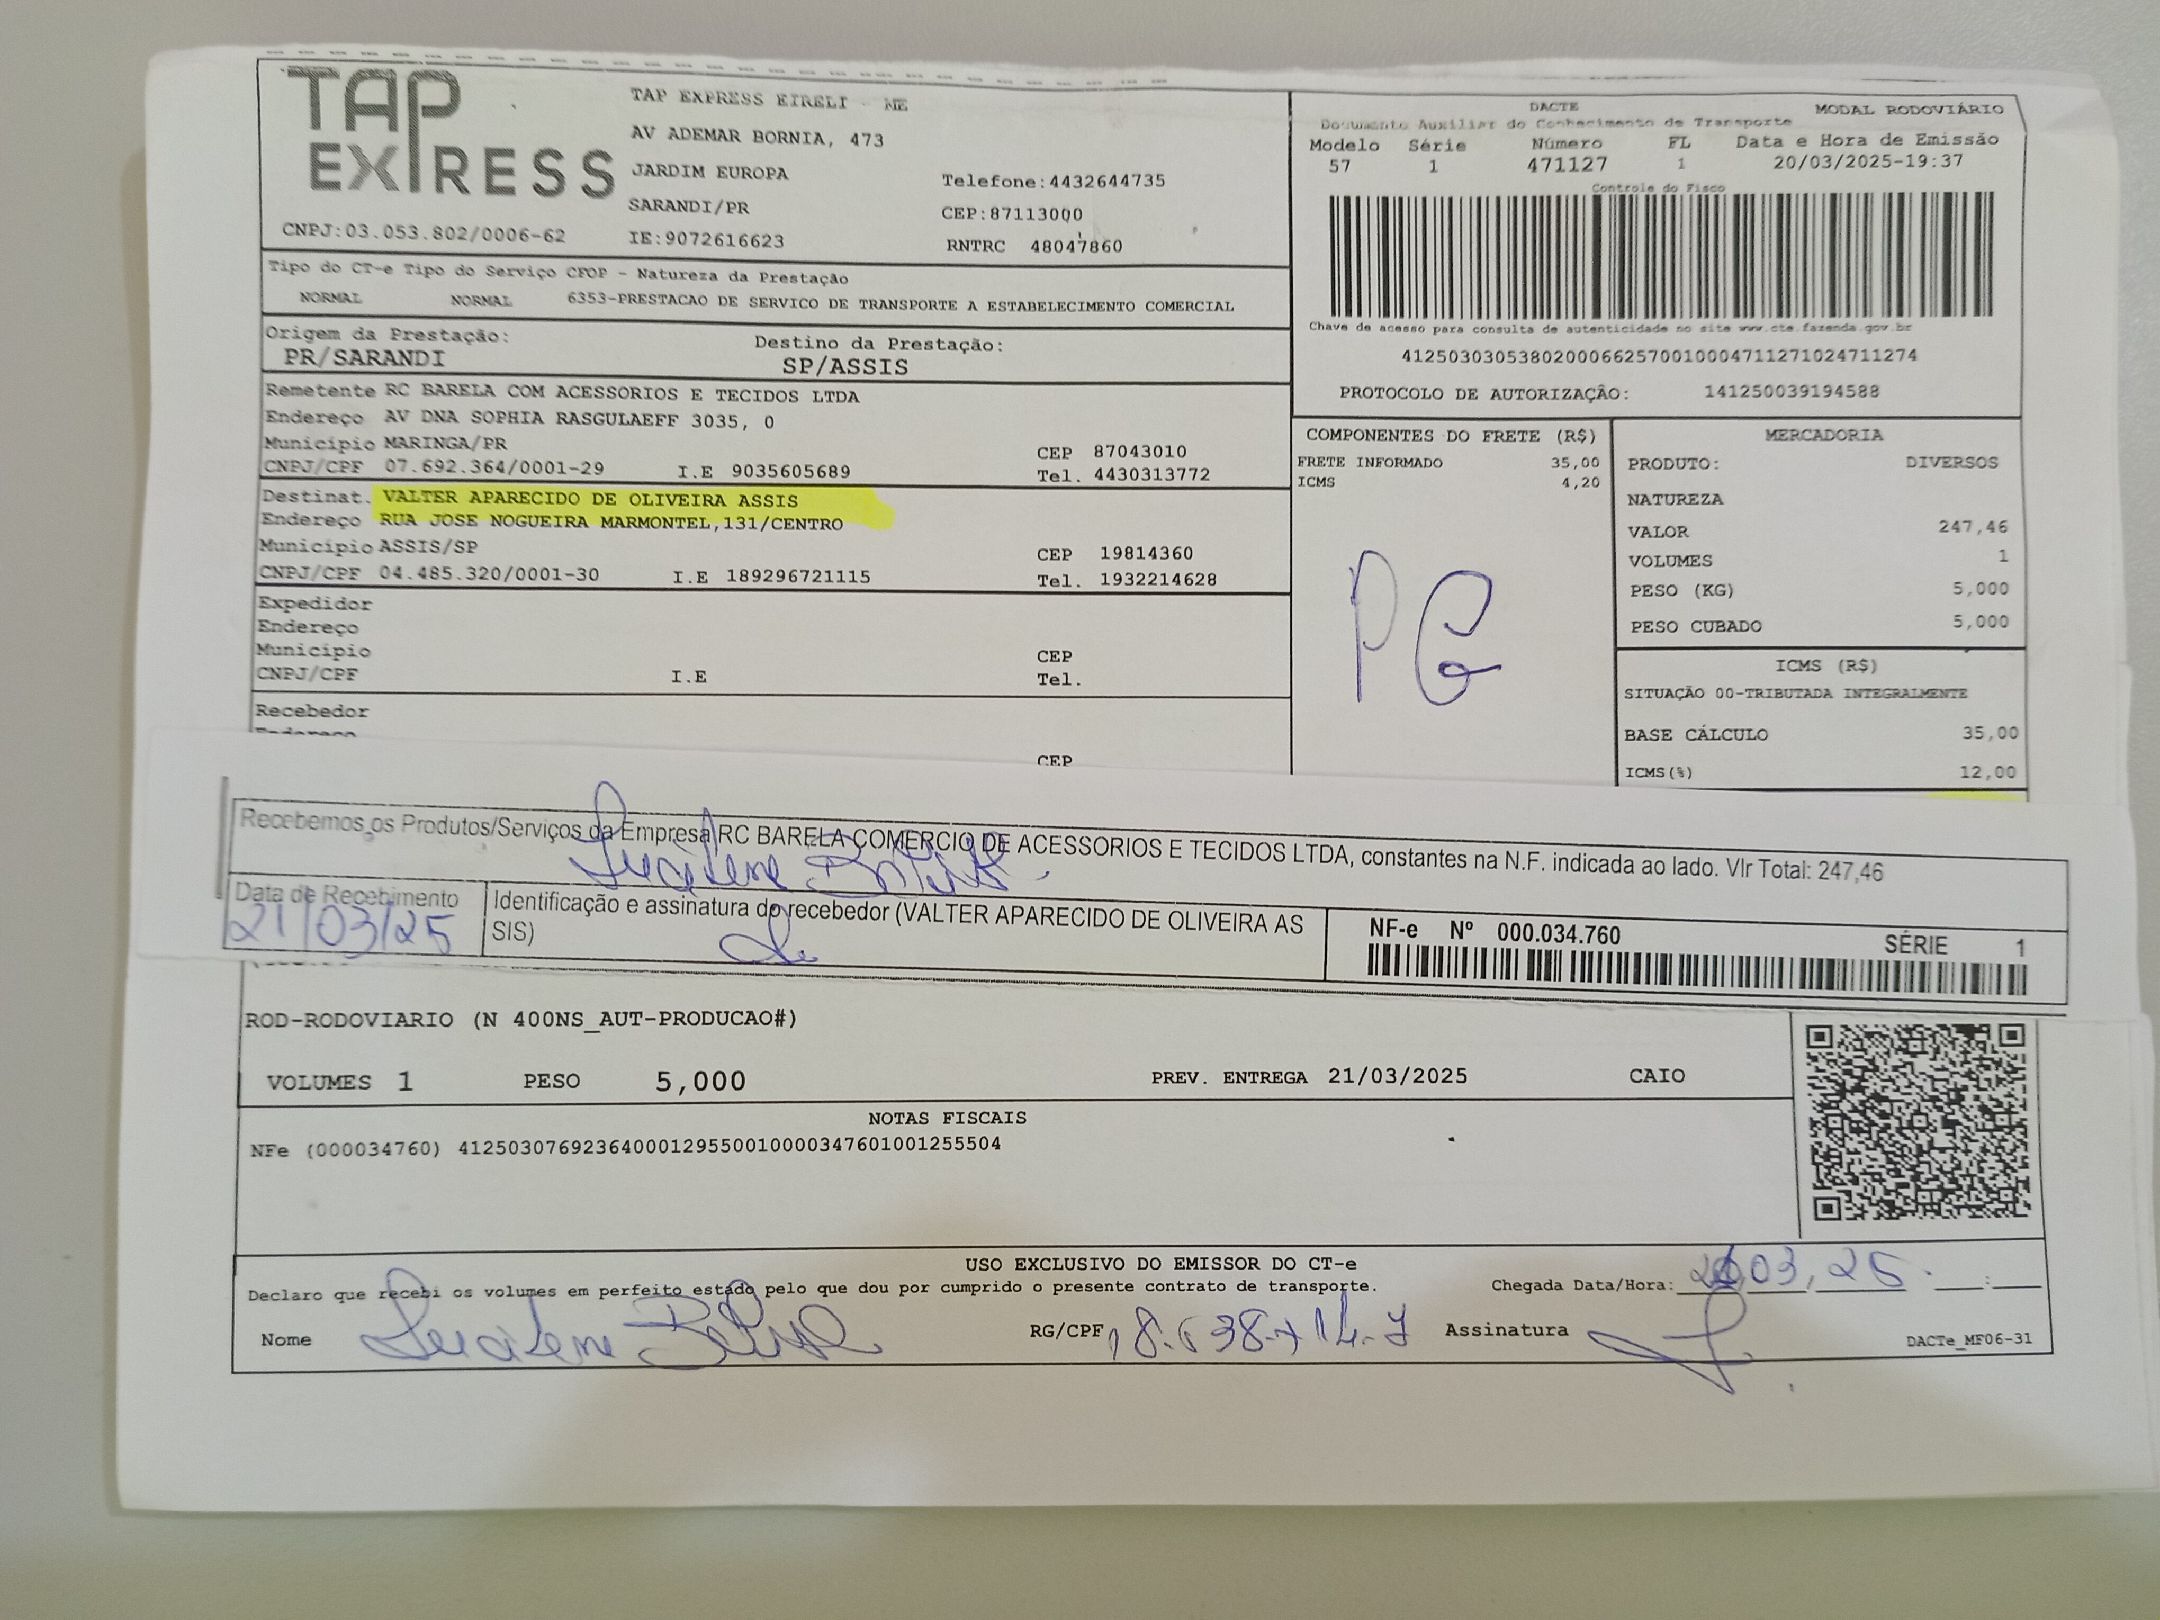 TAP EXPRESS
TAP EXPRESS EIRELI - ME
AV ADEMAR BORNIA, 473
JARDIM EUROPA
Telefone:4432644735
SARANDI/PR
CEP:87113000
CNPJ:03.053.802/0006-62
IE:9072616623
RNTRC 48047860
DACTE MODAL RODOVIÁRIO
Documento Auxiliar do Conhecimento de Transporte
Modelo Série Número FL Data e Hora de Emissão
57 1 471127 1 20/03/2025-19:37
Controle do Fisco
Chave de acesso para consulta de autenticidade no site www.cte.fazenda.gov.br
41250303053802000662570010004711271024711274
PROTOCOLO DE AUTORIZAÇÃO: 141250039194588
Tipo do CT-e Tipo do Serviço CFOP - Natureza da Prestação
NORMAL NORMAL 6353-PRESTACAO DE SERVICO DE TRANSPORTE A ESTABELECIMENTO COMERCIAL
Origem da Prestação: Destino da Prestação:
PR/SARANDI SP/ASSIS
Remetente RC BARELA COM ACESSORIOS E TECIDOS LTDA
Endereço AV DNA SOPHIA RASGULAEFF 3035, 0
Município MARINGA/PR CEP 87043010
CNPJ/CPF 07.692.364/0001-29 I.E 9035605689 Tel. 4430313772
Destinat. VALTER APARECIDO DE OLIVEIRA ASSIS
Endereço RUA JOSE NOGUEIRA MARMONTEL,131/CENTRO
Município ASSIS/SP CEP 19814360
CNPJ/CPF 04.485.320/0001-30 I.E 189296721115 Tel. 1932214628
Expedidor
Endereço
Município CEP
CNPJ/CPF I.E Tel.
Recebedor
Endereço
CEP
COMPONENTES DO FRETE (R$)
FRETE INFORMADO 35,00
ICMS 4,20
PG
MERCADORIA
PRODUTO: DIVERSOS
NATUREZA
VALOR 247,46
VOLUMES 1
PESO (KG) 5,000
PESO CUBADO 5,000
ICMS (R$)
SITUAÇÃO 00-TRIBUTADA INTEGRALMENTE
BASE CÁLCULO 35,00
ICMS(%) 12,00
Recebemos os Produtos/Serviços da Empresa RC BARELA COMERCIO DE ACESSORIOS E TECIDOS LTDA, constantes na N.F. indicada ao lado. Vlr Total: 247,46
Lucilene
Data de Recebimento
21/03/25
Identificação e assinatura do recebedor (VALTER APARECIDO DE OLIVEIRA AS
SIS)
NF-e Nº 000.034.760 SÉRIE 1
ROD-RODOVIARIO (N 400NS_AUT-PRODUCAO#)
VOLUMES 1 PESO 5,000 PREV. ENTREGA 21/03/2025 CAIO
NOTAS FISCAIS
NFe (000034760) 41250307692364000129550010000347601001255504
USO EXCLUSIVO DO EMISSOR DO CT-e
Declaro que recebi os volumes em perfeito estado pelo que dou por cumprido o presente contrato de transporte.
Chegada Data/Hora: 03, 25
Nome Lucilene
RG/CPF
Assinatura
DACTe_MF06-31